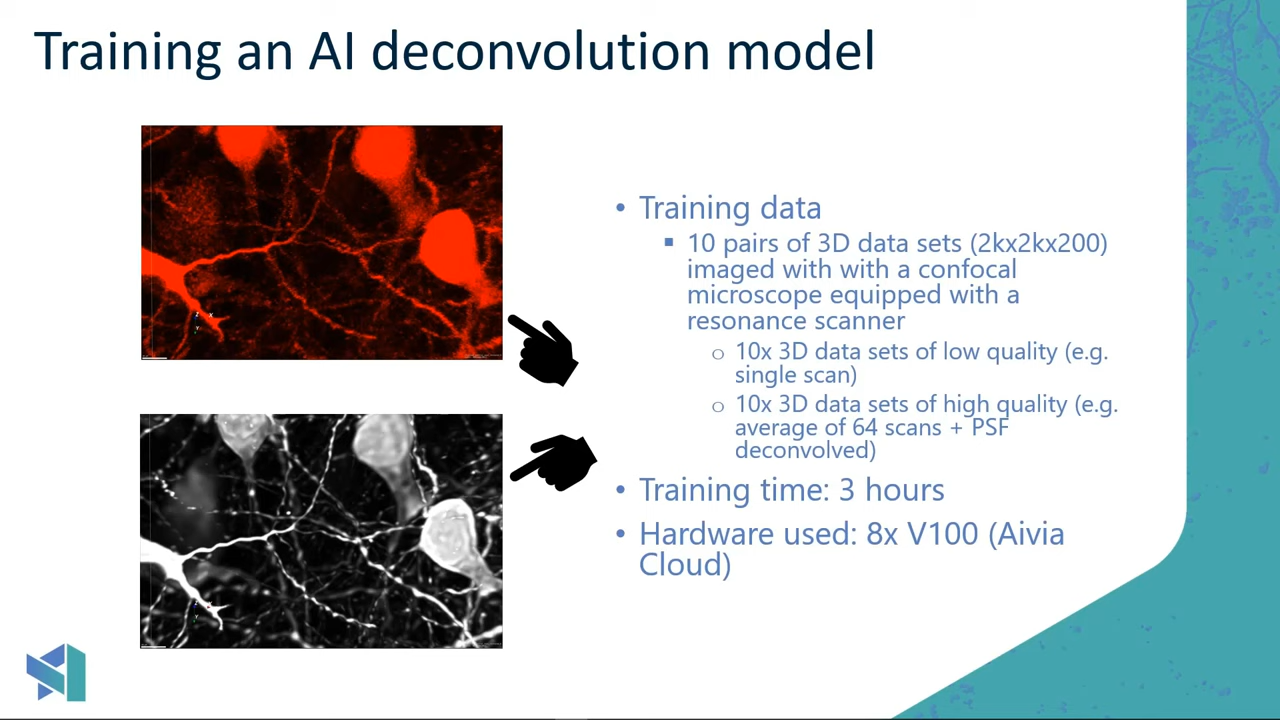 Training an AI deconvolution model
• Training data
▪ 10 pairs of 3D data sets (2kx2kx200)
imaged with with a confocal
microscope equipped with a
resonance scanner
o 10x 3D data sets of low quality (e.g.
single scan)
o 10x 3D data sets of high quality (e.g.
average of 64 scans + PSF
deconvolved)
• Training time: 3 hours
• Hardware used: 8x V100 (Aivia
Cloud)